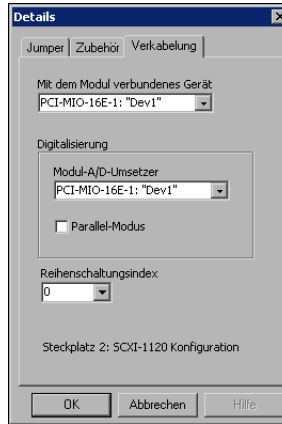 Details
Jumper Zubehör Verkabelung
Mit dem Modul verbundenes Gerät
PCI-MIO-16E-1: "Dev1"
Digitalisierung
Modul-A/D-Umsetzer
PCI-MIO-16E-1: "Dev1"
Parallel-Modus
Reihenschaltungsindex
0
Steckplatz 2: SCXI-1120 Konfiguration
OK Abbrechen Hilfe